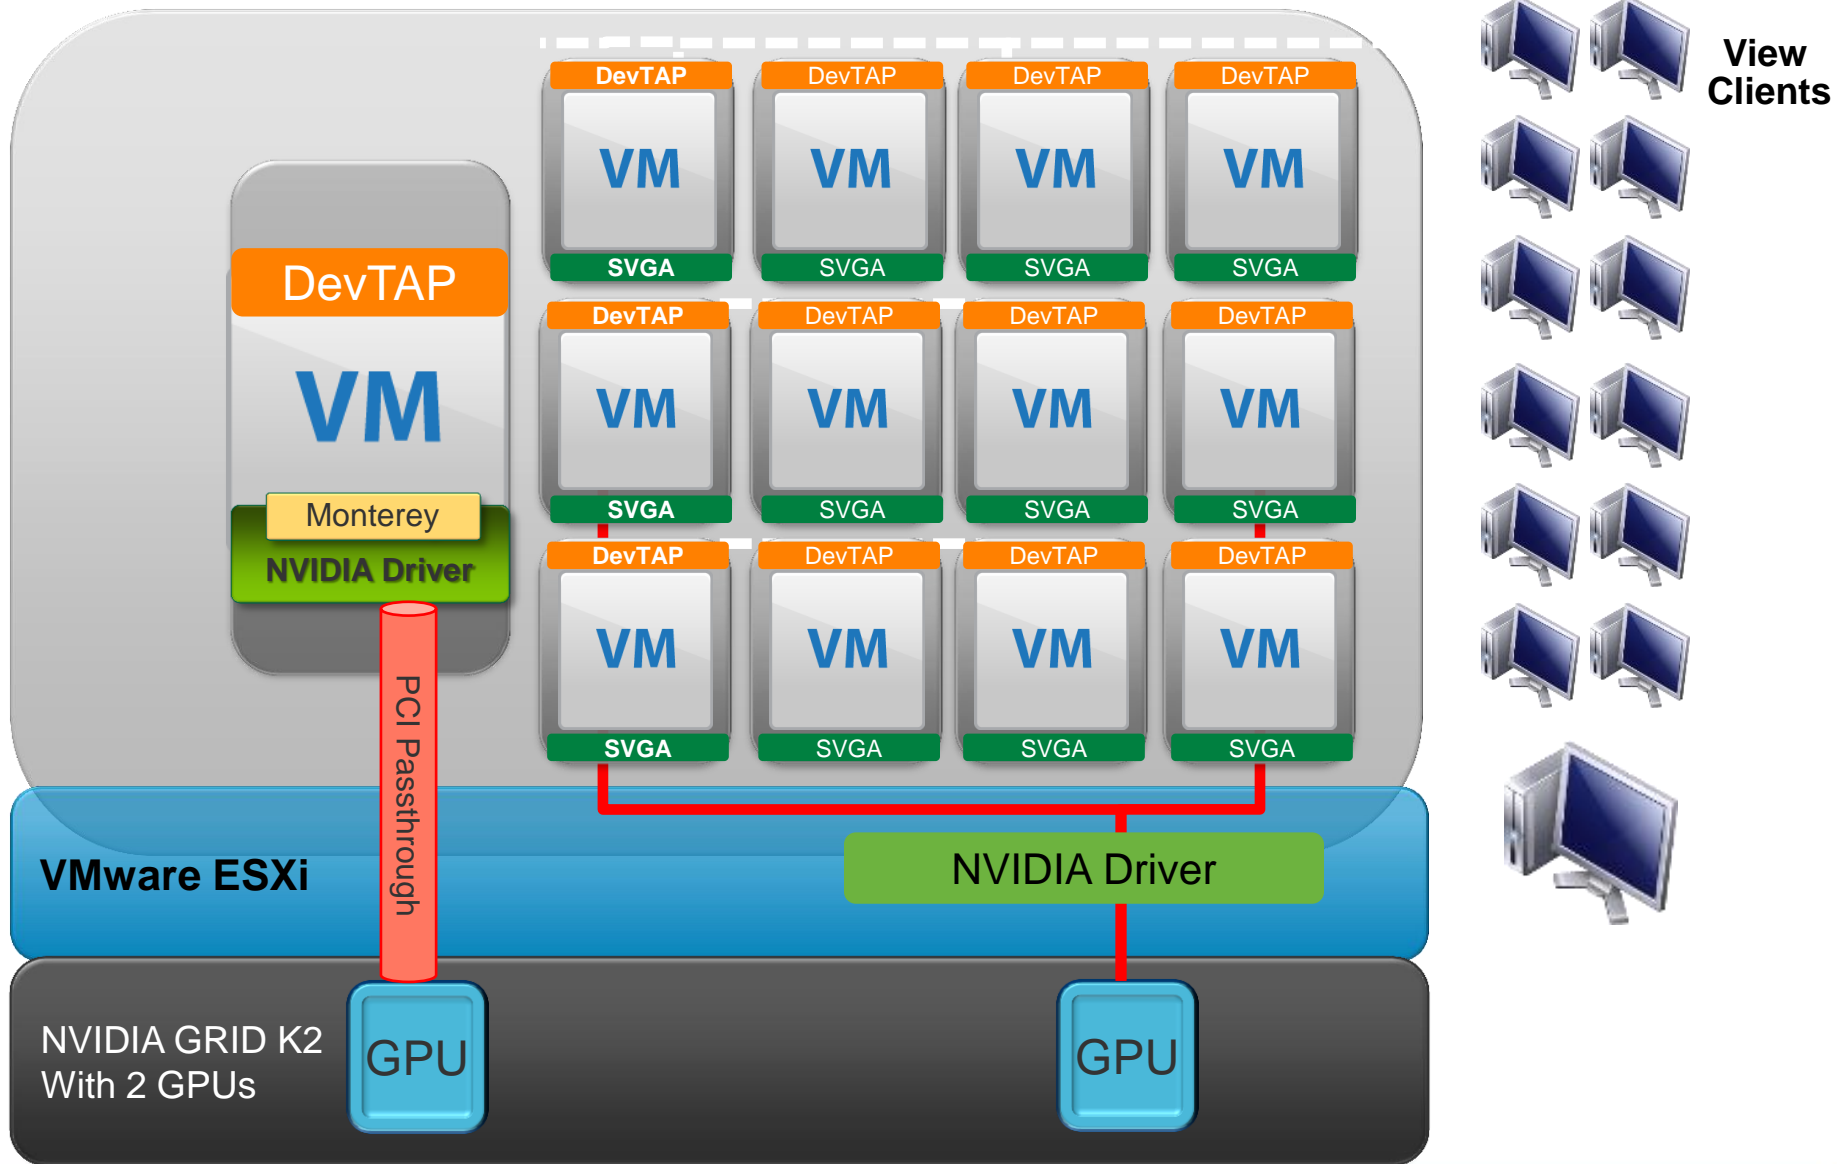 View
Clients
DevTAP DevTAP DevTAP DevTAP
VM VM VM VM
SVGA SVGA SVGA SVGA
DevTAP
VM
Monterey
NVIDIA Driver
DevTAP DevTAP DevTAP DevTAP
VM VM VM VM
SVGA SVGA SVGA SVGA
DevTAP DevTAP DevTAP DevTAP
VM VM VM VM
SVGA SVGA SVGA SVGA
PCI Passthrough
VMware ESXi
NVIDIA Driver
NVIDIA GRID K2
With 2 GPUs
GPU
GPU